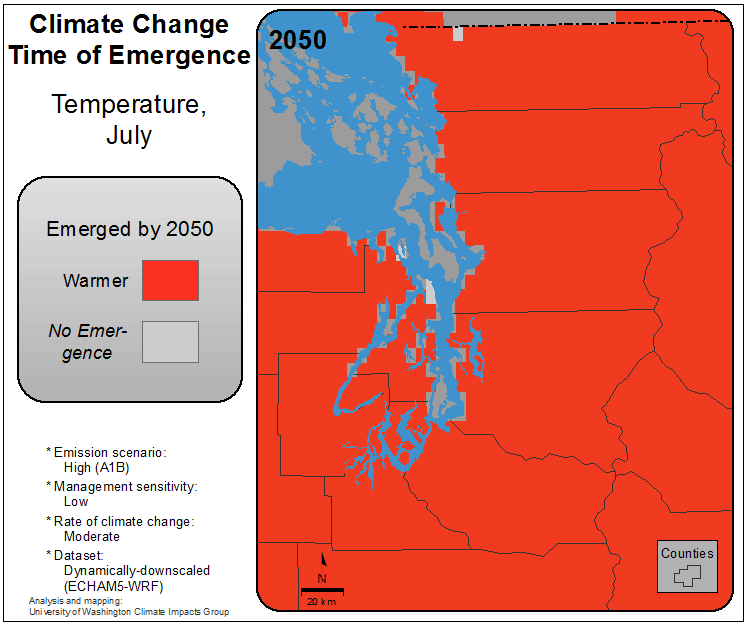 Climate Change
Time of Emergence
Temperature,
July
Emerged by 2050
Warmer
No Emer-
gence
* Emission scenario:
High (A1B)
* Management sensitivity:
Low
* Rate of climate change:
Moderate
* Dataset:
Dynamically-downscaled
(ECHAM5-WRF)
Analysis and mapping:
University of Washington Climate Impacts Group
2050
N
20 km
Counties